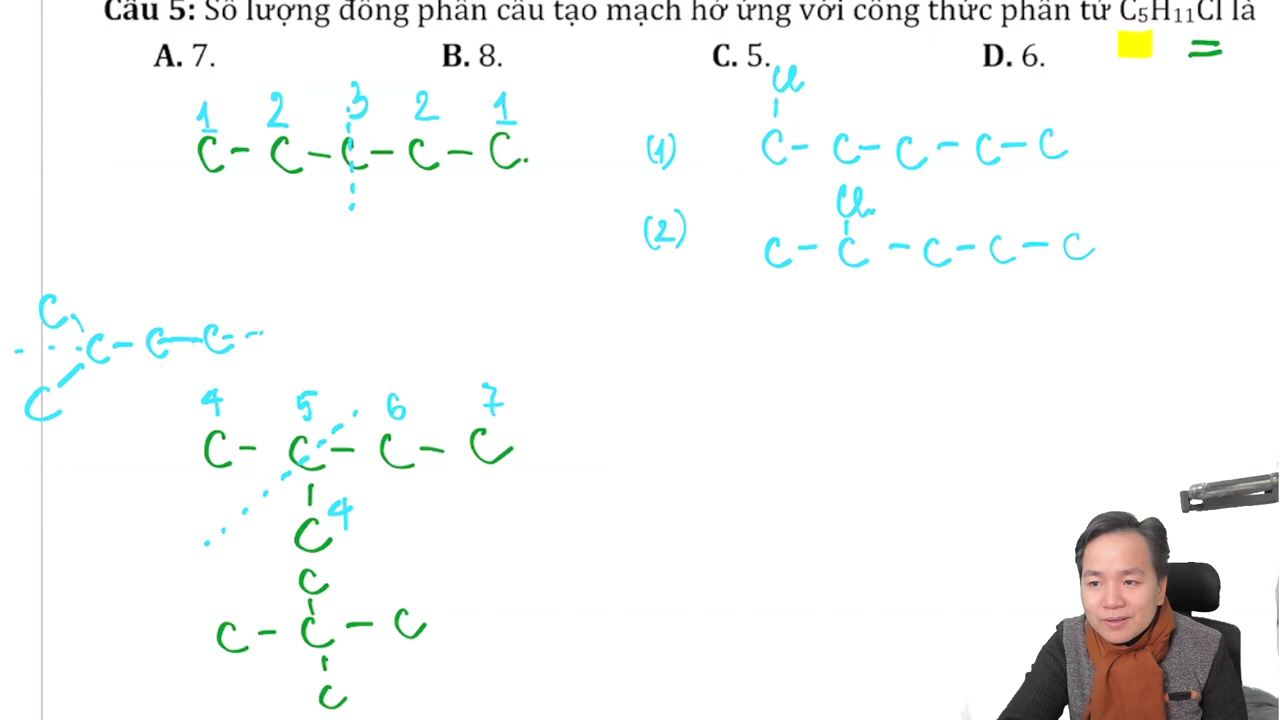 Câu 5: Số lượng đồng phân cấu tạo mạch hở ứng với công thức phân tử C₅H₁₁Cl là
A. 7. B. 8. C. 5. D. 6.
=
1 2 3 2 1
C - C - C - C - C.
Cl
(1) C - C - C - C - C
Cl
(2) C - C - C - C - C
C
C - C - C
C
4 5 6 7
C - C - C - C
C 4
C
C - C - C
C